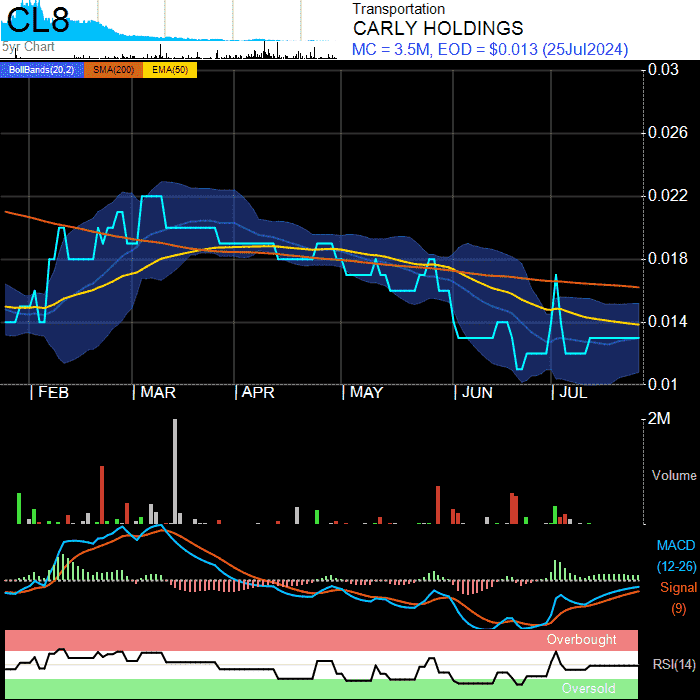 CL8
5yr Chart
Transportation
CARLY HOLDINGS
MC = 3.5M, EOD = $0.013 (25Jul2024)
BollBands(20,2) SMA(200) EMA(50)
0.03
0.026
0.022
0.018
0.014
0.01
FEB MAR APR MAY JUN JUL
2M
Volume
MACD
(12-26)
Signal
(9)
Overbought
RSI(14)
Oversold